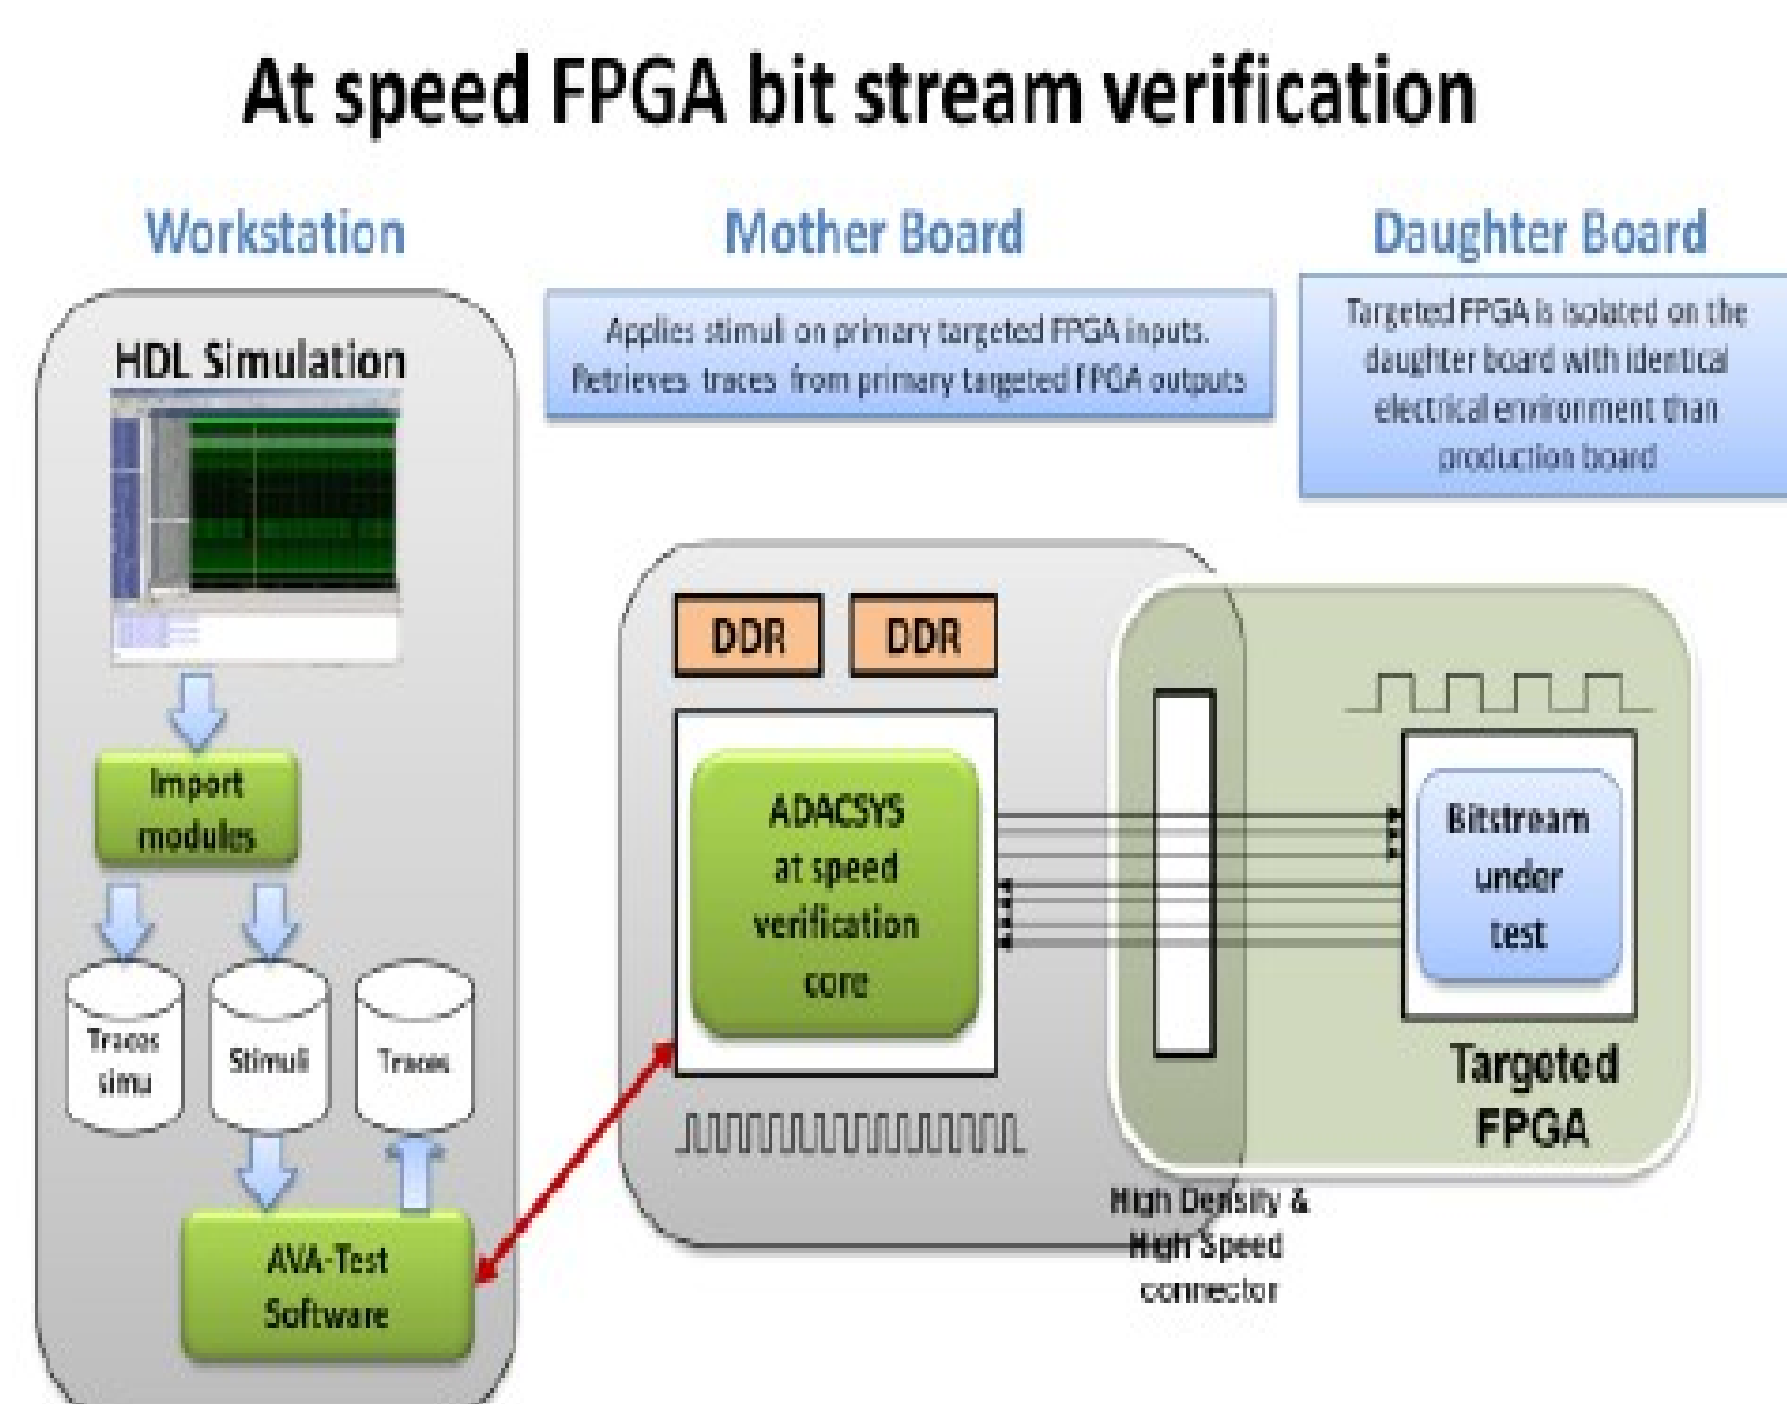 At speed FPGA bit stream verification
Workstation
Mother Board
Daughter Board
HDL Simulation
Applies stimuli on primary targeted FPGA inputs.
Retrieves traces from primary targeted FPGA outputs
Targeted FPGA is isolated on the
daughter board with identical
electrical environment than
production board
Import
modules
Traces
simu
Stimuli
Traces
AVA-Test
Software
DDR
DDR
ADACSYS
at speed
verification
core
High Density &
High Speed
connector
Bitstream
under
test
Targeted
FPGA